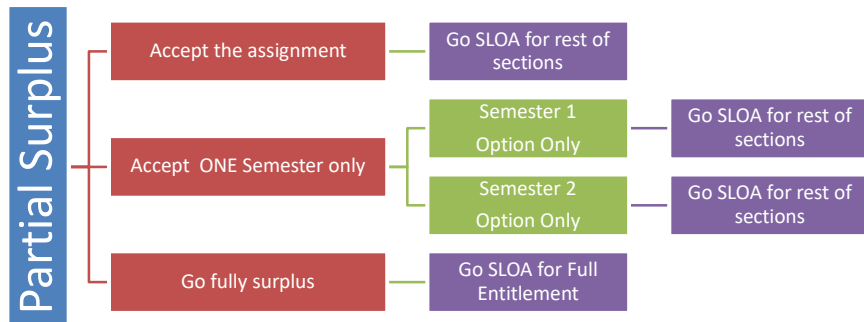 Partial Surplus
Accept the assignment
Go SLOA for rest of
sections
Accept ONE Semester only
Semester 1
Option Only
Go SLOA for rest of
sections
Semester 2
Option Only
Go SLOA for rest of
sections
Go fully surplus
Go SLOA for Full
Entitlement